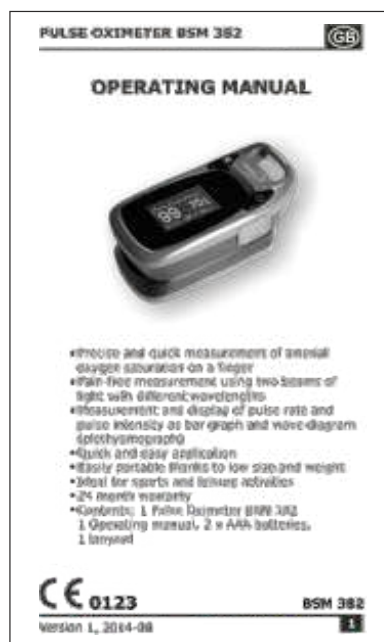 PULSE OXIMETER BSM 382
GB
OPERATING MANUAL
•Precise and quick measurement of arterial
oxygen saturation on a finger
•Pain-free measurement using two beams of
light with different wavelengths
•Measurement and display of pulse rate and
pulse intensity as bar graph and wave diagram
(plethysmograph)
•Quick and easy application
•Easily portable thanks to low size and weight
•Ideal for sports and leisure activities
•24 month warranty
•Contents: 1 Pulse Oximeter BSM 382
1 Operating manual, 2 x AAA batteries,
1 lanyard
CE 0123
BSM 382
Version 1, 2014-08
1